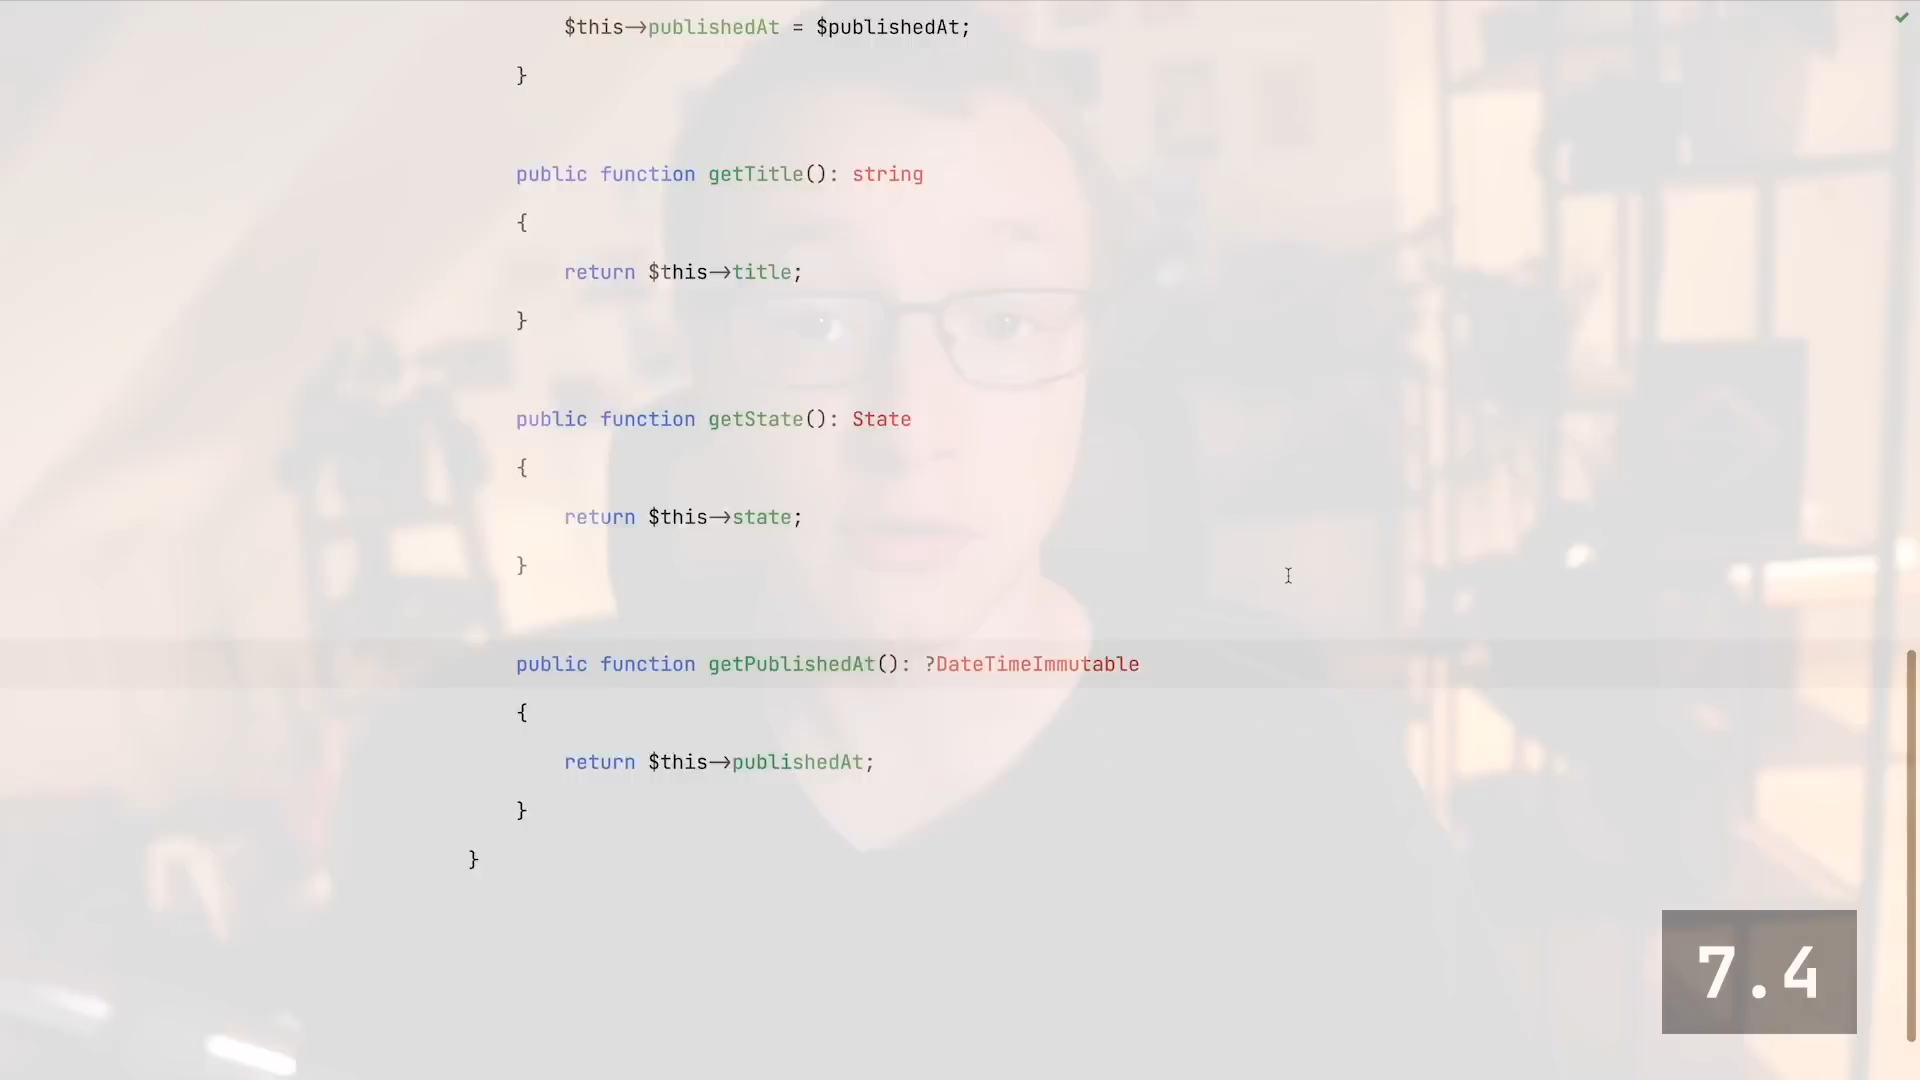 $this->publishedAt = $publishedAt;
}
public function getTitle(): string
{
return $this->title;
}
public function getState(): State
{
return $this->state;
}
public function getPublishedAt(): ?DateTimeImmutable
{
return $this->publishedAt;
}
}
7.4